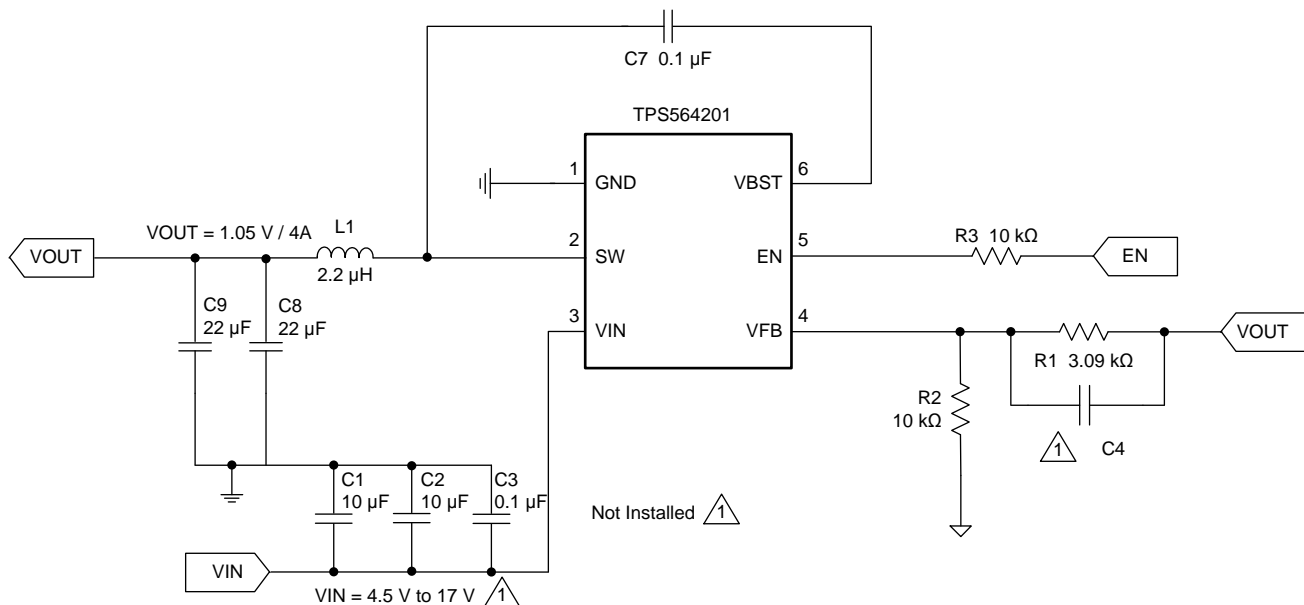 C7 0.1 µF
TPS564201
1
GND
VBST
6
VOUT
VOUT = 1.05 V / 4A
L1
2.2 µH
2
SW
EN
5
R3 10 kΩ
EN
C9
22 µF
C8
22 µF
3
VIN
VFB
4
R1 3.09 kΩ
VOUT
R2
10 kΩ
1
C4
C1
10 µF
C2
10 µF
C3
0.1 µF
Not Installed 1
VIN
VIN = 4.5 V to 17 V 1